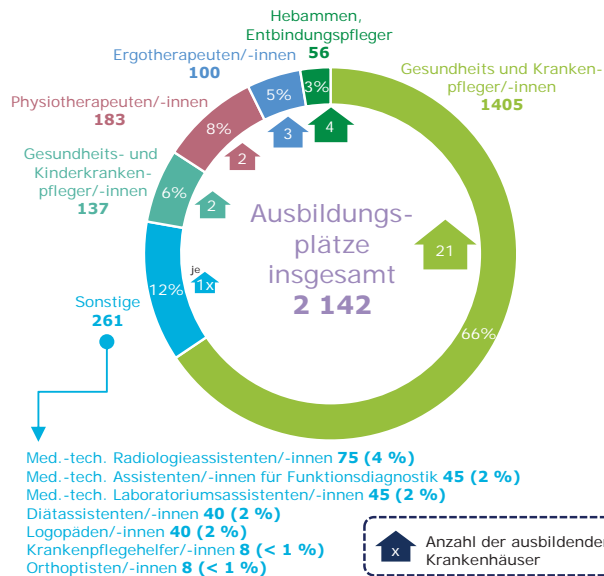 Hebammen,
Entbindungspfleger
56
Ergotherapeuten/-innen
100
Gesundheits und Kranken-
pfleger/-innen
1405
Physiotherapeuten/-innen
183
Gesundheits- und
Kinderkranken-
pfleger/-innen
137
3%
5%
8%
6%
12%
66%
4
3
2
2
je
1x
21
Ausbildungs-
plätze
insgesamt
2 142
Sonstige
261
Med.-tech. Radiologieassistenten/-innen 75 (4 %)
Med.-tech. Assistenten/-innen für Funktionsdiagnostik 45 (2 %)
Med.-tech. Laboratoriumsassistenten/-innen 45 (2 %)
Diätassistenten/-innen 40 (2 %)
Logopäden/-innen 40 (2 %)
Krankenpflegehelfer/-innen 8 (< 1 %)
Orthoptisten/-innen 8 (< 1 %)
x
Anzahl der ausbildenden
Krankenhäuser